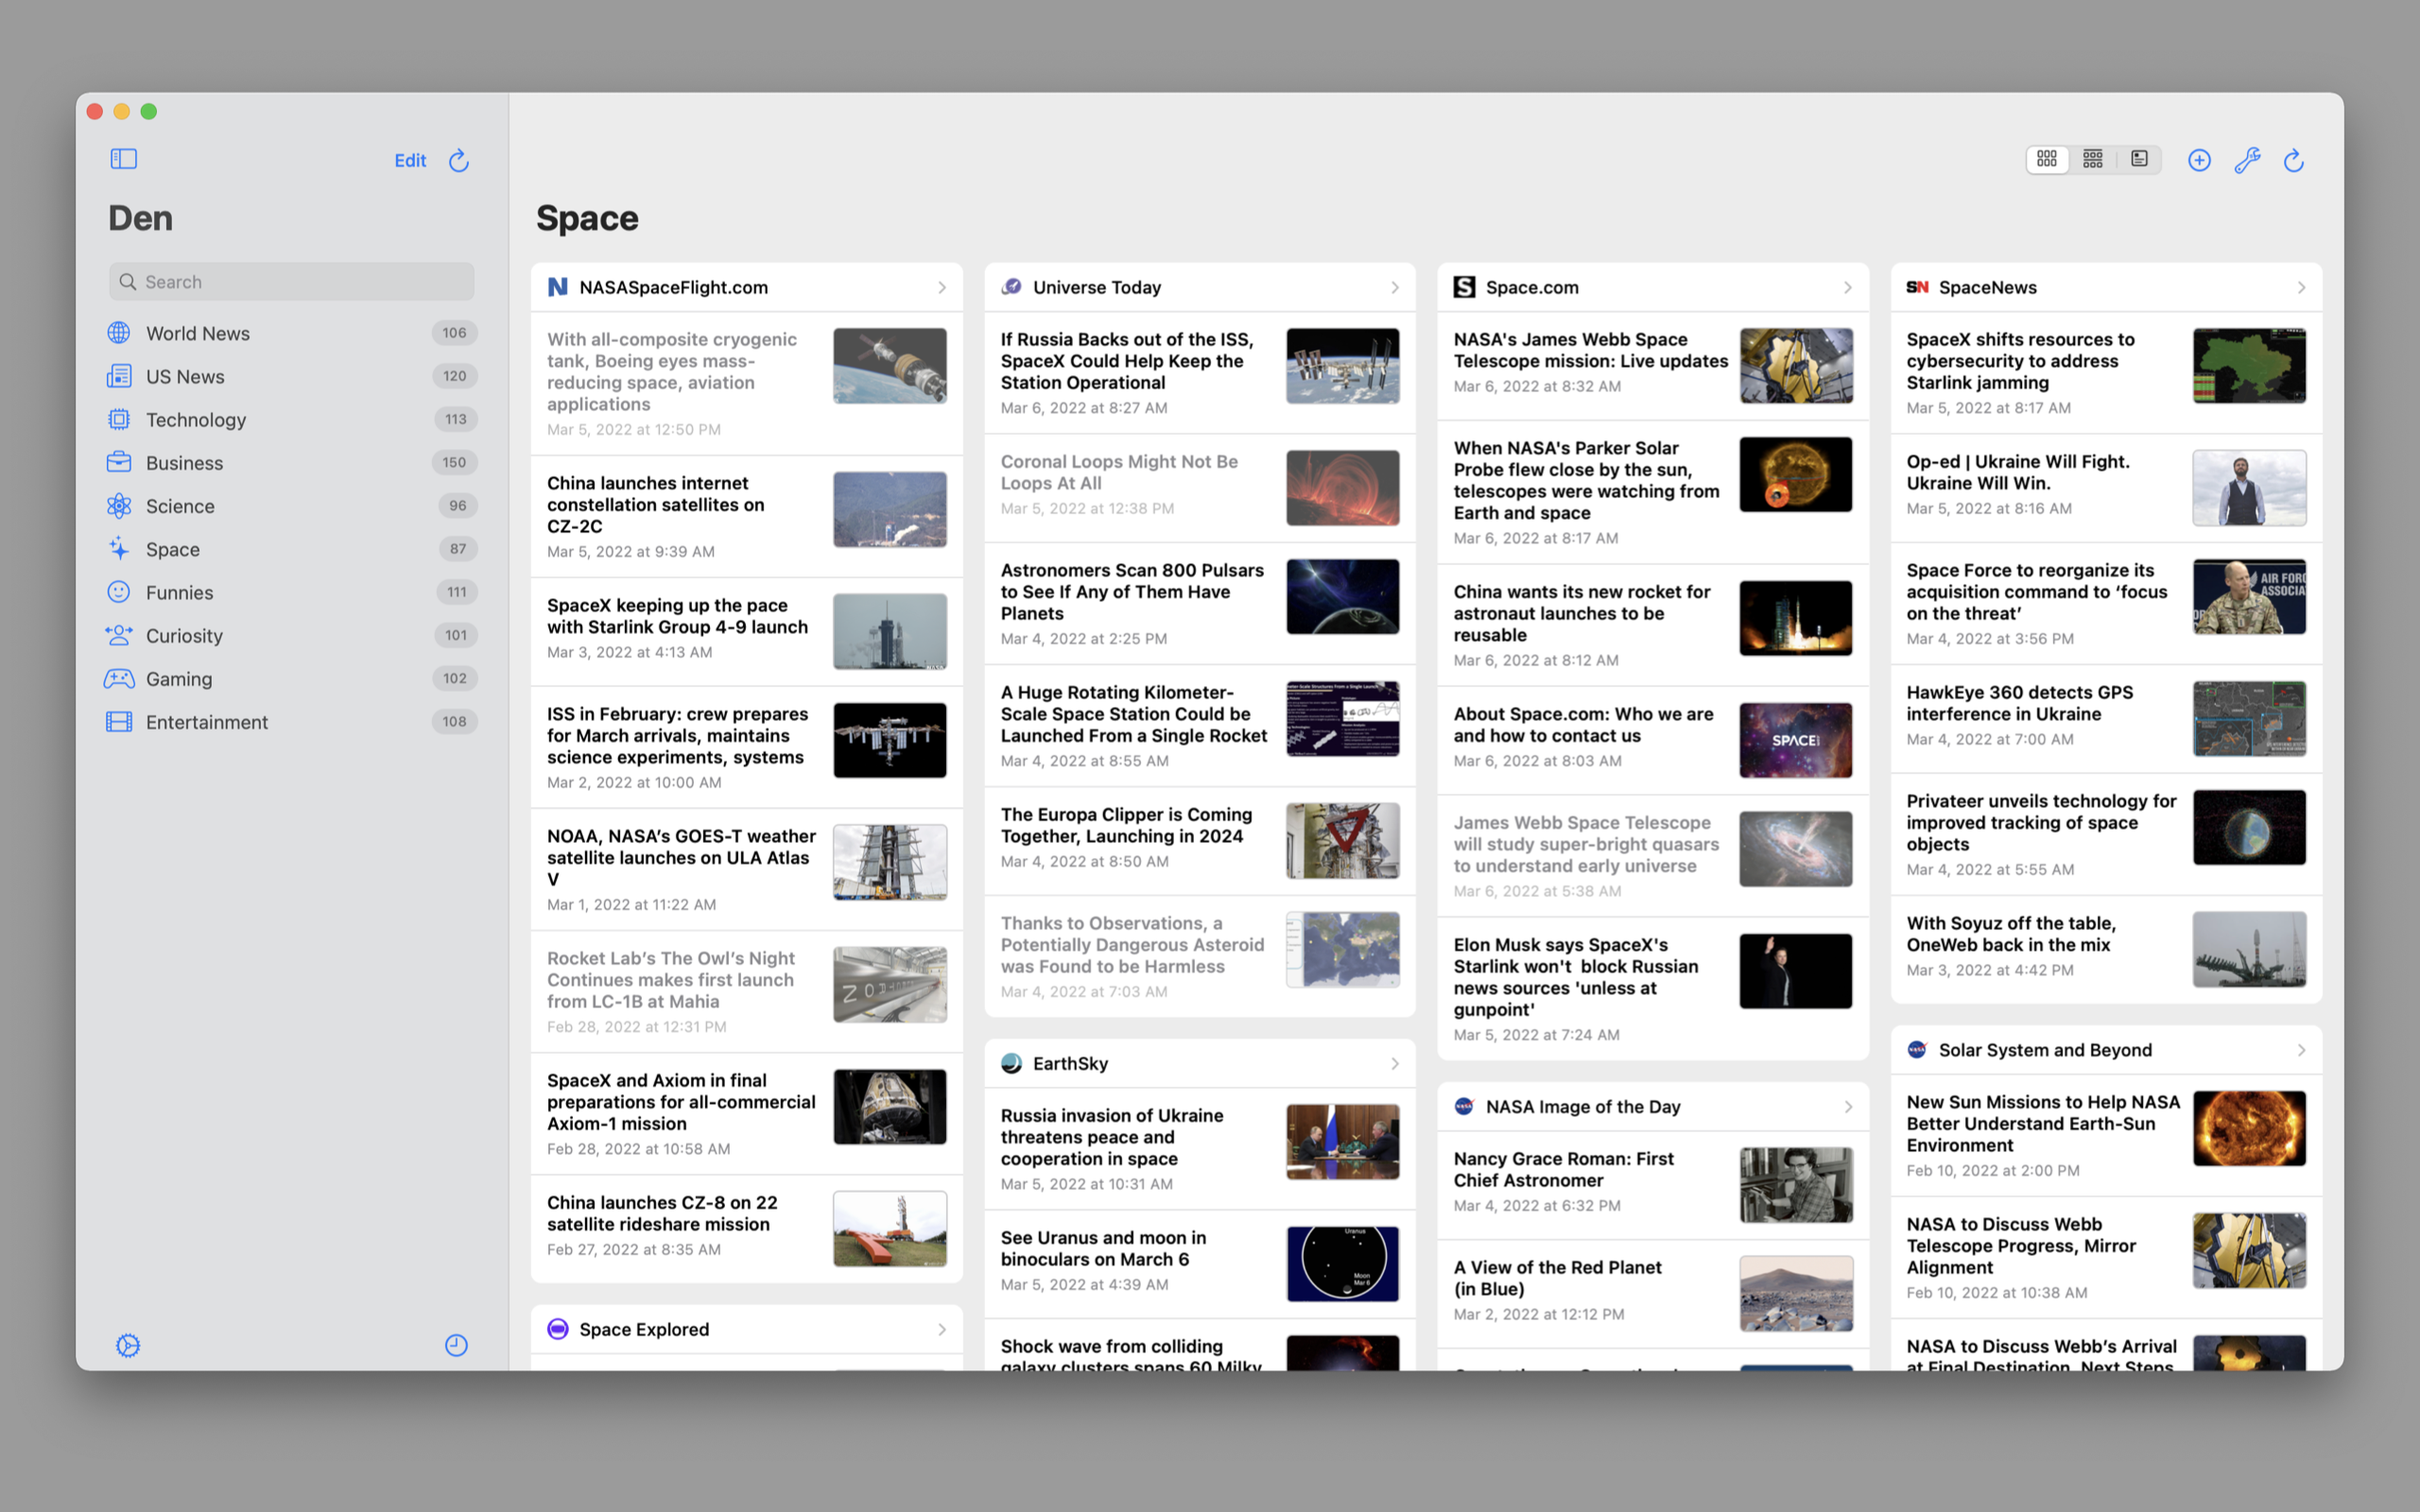 Edit
Den
Search
World News 106
US News 120
Technology 113
Business 150
Science 96
Space 87
Funnies 111
Curiosity 101
Gaming 102
Entertainment 108
Space
NASASpaceFlight.com
With all-composite cryogenic
tank, Boeing eyes mass-
reducing space, aviation
applications
Mar 5, 2022 at 12:50 PM
China launches internet
constellation satellites on
CZ-2C
Mar 5, 2022 at 9:39 AM
SpaceX keeping up the pace
with Starlink Group 4-9 launch
Mar 3, 2022 at 4:13 AM
ISS in February: crew prepares
for March arrivals, maintains
science experiments, systems
Mar 2, 2022 at 10:00 AM
NOAA, NASA’s GOES-T weather
satellite launches on ULA Atlas
V
Mar 1, 2022 at 11:22 AM
Rocket Lab’s The Owl’s Night
Continues makes first launch
from LC-1B at Mahia
Feb 28, 2022 at 12:31 PM
SpaceX and Axiom in final
preparations for all-commercial
Axiom-1 mission
Feb 28, 2022 at 10:58 AM
China launches CZ-8 on 22
satellite rideshare mission
Feb 27, 2022 at 8:35 AM
Space Explored
Universe Today
If Russia Backs out of the ISS,
SpaceX Could Help Keep the
Station Operational
Mar 6, 2022 at 8:27 AM
Coronal Loops Might Not Be
Loops At All
Mar 5, 2022 at 12:38 PM
Astronomers Scan 800 Pulsars
to See If Any of Them Have
Planets
Mar 4, 2022 at 2:25 PM
A Huge Rotating Kilometer-
Scale Space Station Could be
Launched From a Single Rocket
Mar 4, 2022 at 8:55 AM
The Europa Clipper is Coming
Together, Launching in 2024
Mar 4, 2022 at 8:50 AM
Thanks to Observations, a
Potentially Dangerous Asteroid
was Found to be Harmless
Mar 4, 2022 at 7:03 AM
EarthSky
Russia invasion of Ukraine
threatens peace and
cooperation in space
Mar 5, 2022 at 10:31 AM
See Uranus and moon in
binoculars on March 6
Mar 5, 2022 at 4:39 AM
Uranus
Moon
Mar 6
Shock wave from colliding
galaxy clusters spans 60 Milky
Space.com
NASA's James Webb Space
Telescope mission: Live updates
Mar 6, 2022 at 8:32 AM
When NASA's Parker Solar
Probe flew close by the sun,
telescopes were watching from
Earth and space
Mar 6, 2022 at 8:17 AM
China wants its new rocket for
astronaut launches to be
reusable
Mar 6, 2022 at 8:12 AM
About Space.com: Who we are
and how to contact us
Mar 6, 2022 at 8:03 AM
SPACE
James Webb Space Telescope
will study super-bright quasars
to understand early universe
Mar 6, 2022 at 5:38 AM
Elon Musk says SpaceX's
Starlink won't block Russian
news sources 'unless at
gunpoint'
Mar 5, 2022 at 7:24 AM
NASA Image of the Day
Nancy Grace Roman: First
Chief Astronomer
Mar 4, 2022 at 6:32 PM
A View of the Red Planet
(in Blue)
Mar 2, 2022 at 12:12 PM
SN SpaceNews
SpaceX shifts resources to
cybersecurity to address
Starlink jamming
Mar 5, 2022 at 8:17 AM
Op-ed | Ukraine Will Fight.
Ukraine Will Win.
Mar 5, 2022 at 8:16 AM
Space Force to reorganize its
acquisition command to ‘focus
on the threat’
Mar 4, 2022 at 3:56 PM
AIR FORC
ASSOCIA
HawkEye 360 detects GPS
interference in Ukraine
Mar 4, 2022 at 7:00 AM
Privateer unveils technology for
improved tracking of space
objects
Mar 4, 2022 at 5:55 AM
With Soyuz off the table,
OneWeb back in the mix
Mar 3, 2022 at 4:42 PM
Solar System and Beyond
New Sun Missions to Help NASA
Better Understand Earth-Sun
Environment
Feb 10, 2022 at 2:00 PM
NASA to Discuss Webb
Telescope Progress, Mirror
Alignment
Feb 10, 2022 at 10:38 AM
NASA to Discuss Webb’s Arrival
at Final Destination, Next Steps